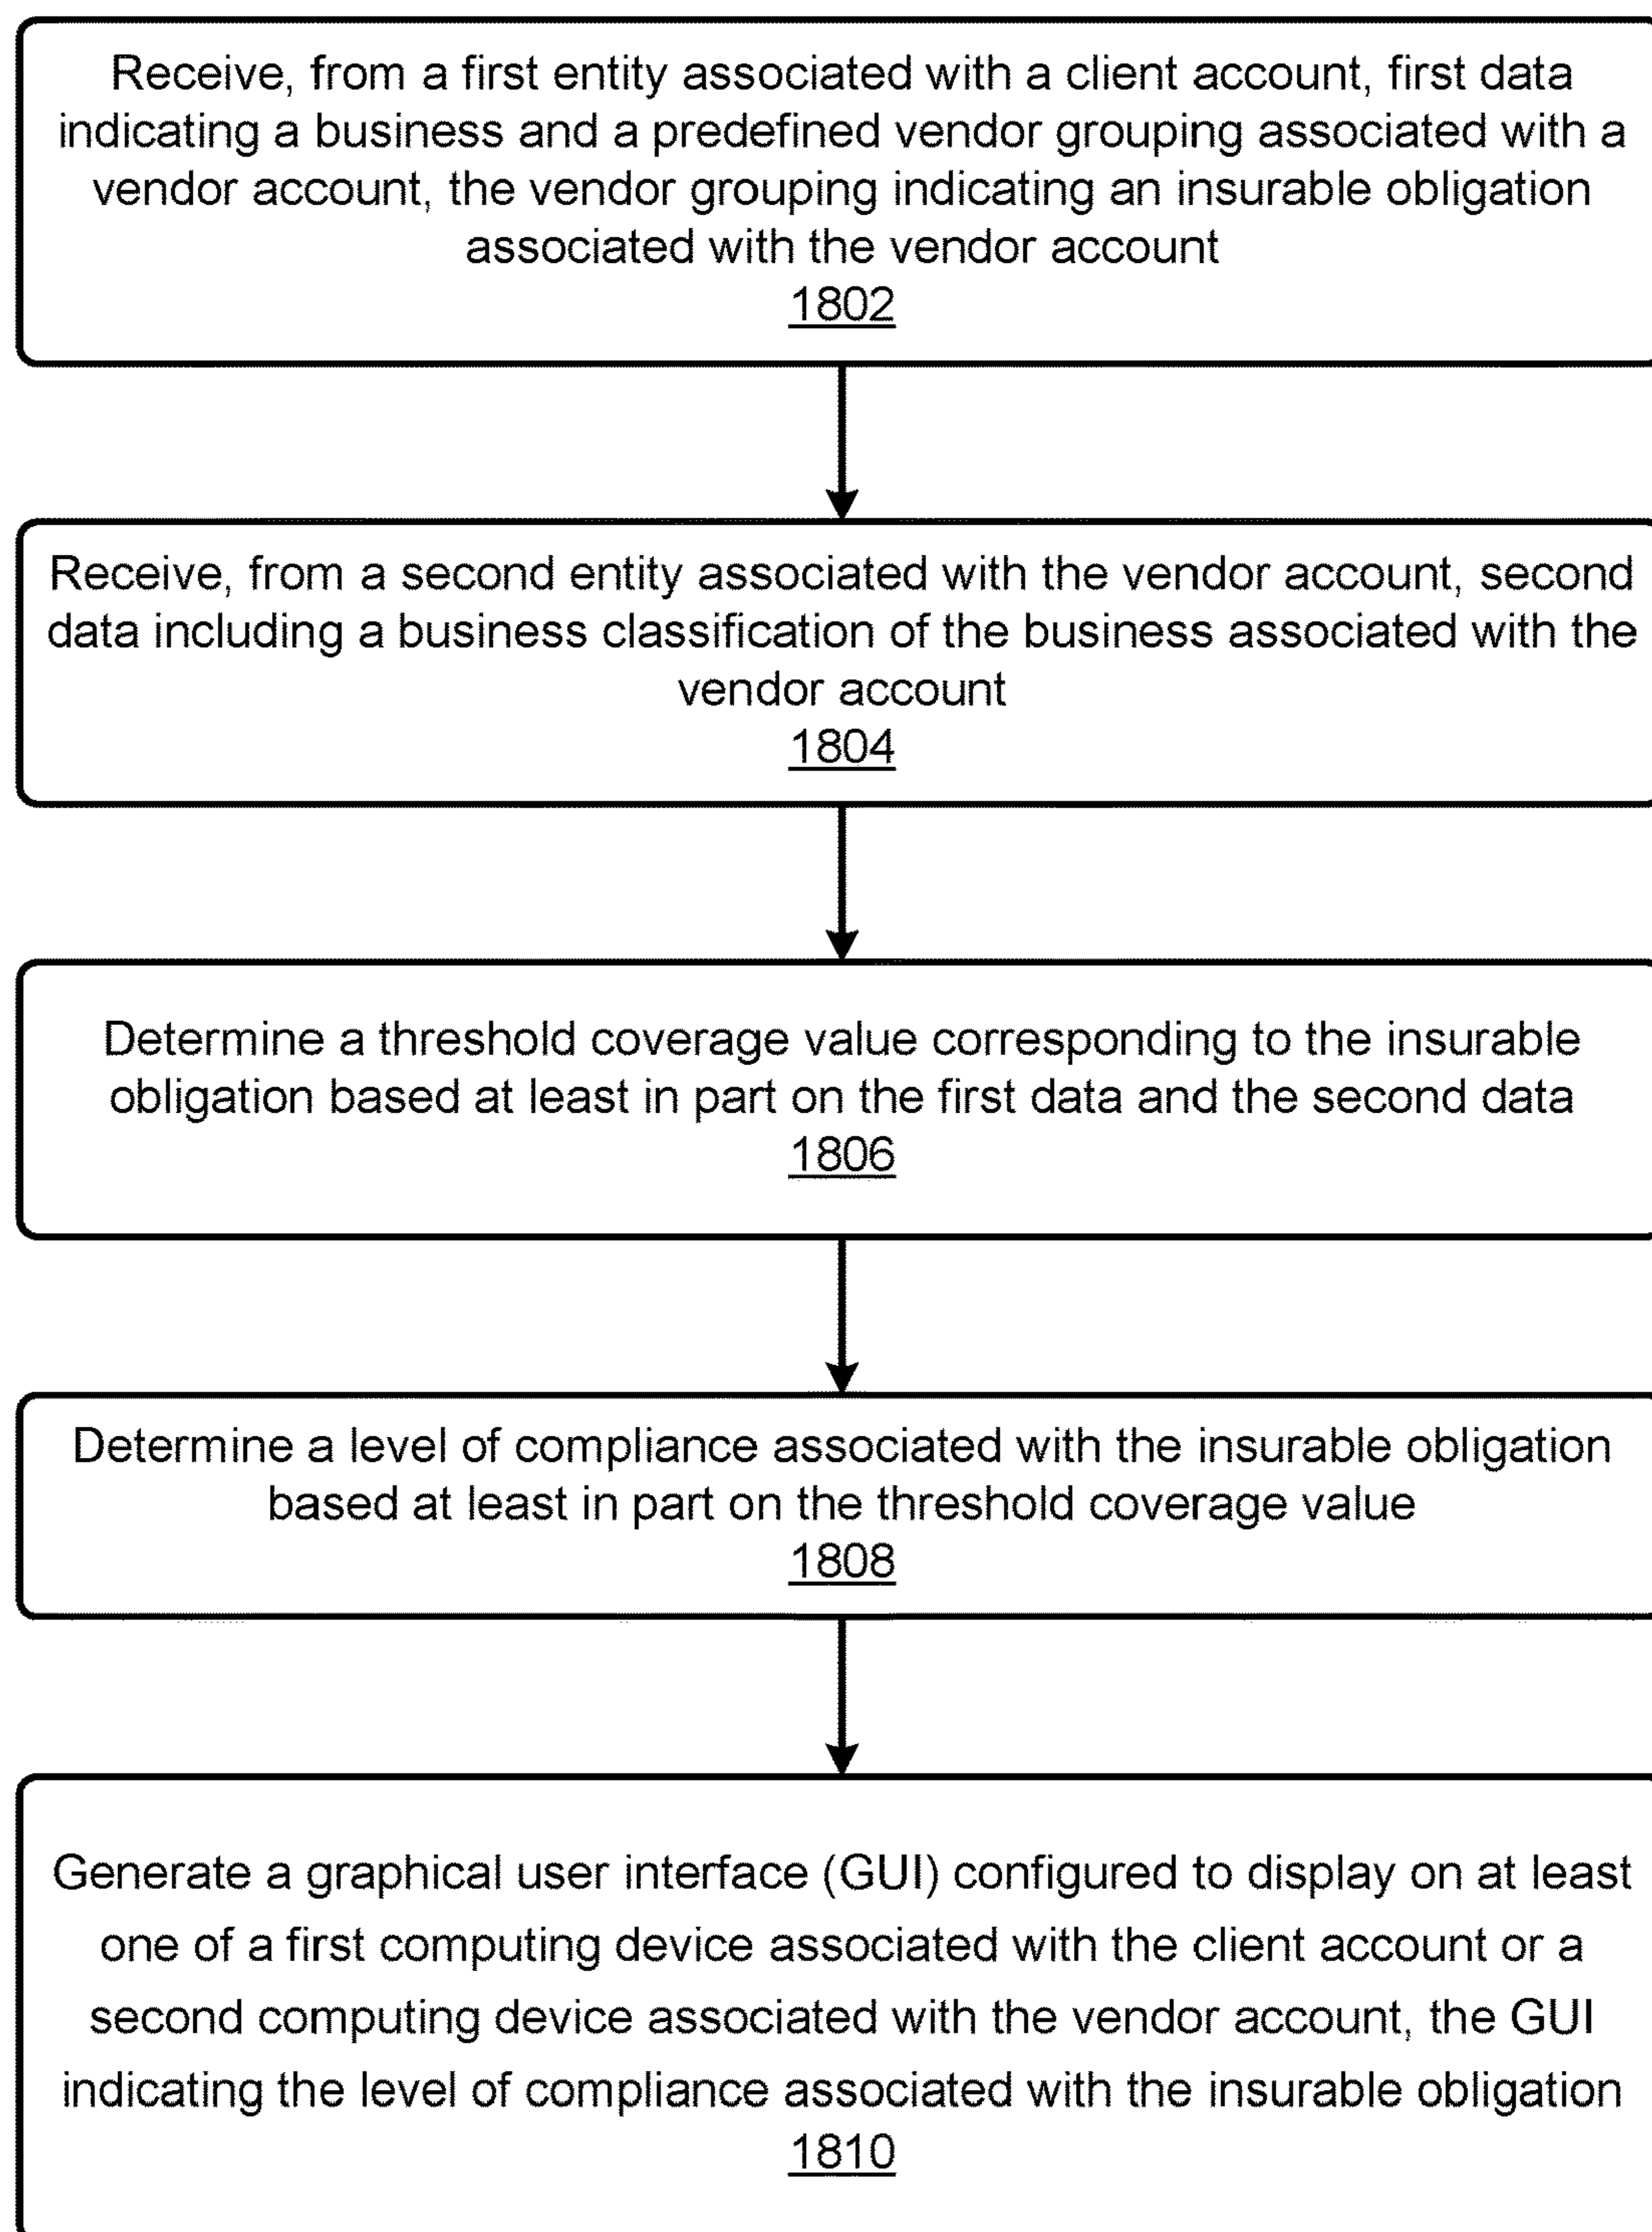 Receive, from a first entity associated with a client account, first data
indicating a business and a predefined vendor grouping associated with a
vendor account, the vendor grouping indicating an insurable obligation
associated with the vendor account
1802
Receive, from a second entity associated with the vendor account, second
data including a business classification of the business associated with the
vendor account
1804
Determine a threshold coverage value corresponding to the insurable
obligation based at least in part on the first data and the second data
1806
Determine a level of compliance associated with the insurable obligation
based at least in part on the threshold coverage value
1808
Generate a graphical user interface (GUI) configured to display on at least
one of a first computing device associated with the client account or a
second computing device associated with the vendor account, the GUI
indicating the level of compliance associated with the insurable obligation
1810